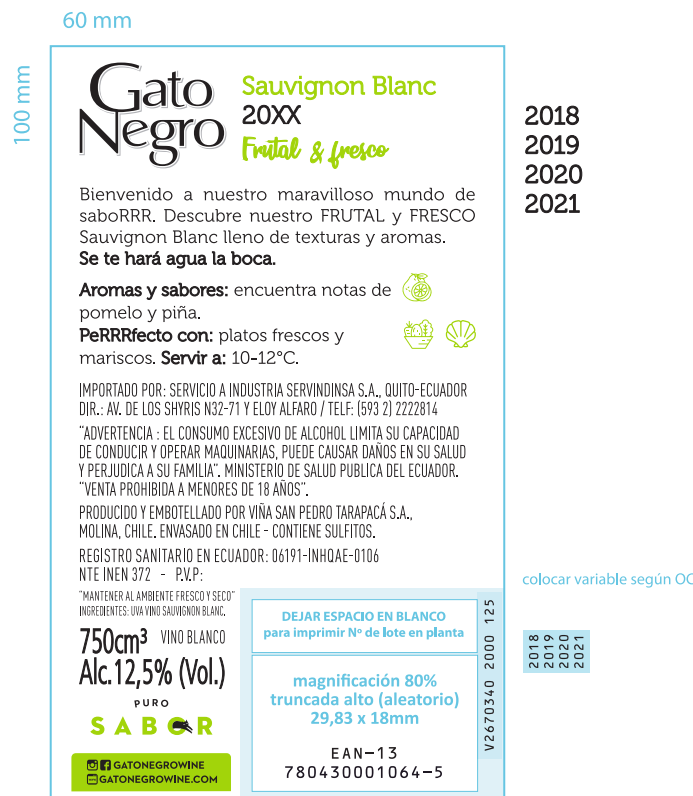 60 mm
100 mm
Gato
Negro
Sauvignon Blanc
20XX
Frutal & fresco
2018
2019
2020
2021
Bienvenido a nuestro maravilloso mundo de
saboRRR. Descubre nuestro FRUTAL y FRESCO
Sauvignon Blanc lleno de texturas y aromas.
Se te hará agua la boca.
Aromas y sabores: encuentra notas de
pomelo y piña.
PeRRRfecto con: platos frescos y
mariscos. Servir a: 10-12°C.
IMPORTADO POR: SERVICIO A INDUSTRIA SERVINDINSA S.A., QUITO-ECUADOR
DIR.: AV. DE LOS SHYRIS N32-71 Y ELOY ALFARO / TELF: (593 2) 2222814
"ADVERTENCIA : EL CONSUMO EXCESIVO DE ALCOHOL LIMITA SU CAPACIDAD
DE CONDUCIR Y OPERAR MAQUINARIAS, PUEDE CAUSAR DAÑOS EN SU SALUD
Y PERJUDICA A SU FAMILIA". MINISTERIO DE SALUD PUBLICA DEL ECUADOR.
"VENTA PROHIBIDA A MENORES DE 18 AÑOS".
PRODUCIDO Y EMBOTELLADO POR VIÑA SAN PEDRO TARAPACÁ S.A.,
MOLINA, CHILE. ENVASADO EN CHILE - CONTIENE SULFITOS.
REGISTRO SANITARIO EN ECUADOR: 06191-INHQAE-0106
NTE INEN 372 - P.V.P:
"MANTENER AL AMBIENTE FRESCO Y SECO"
INGREDIENTES: UVA VINO SAUVIGNON BLANC.
750cm³ VINO BLANCO
Alc.12,5% (Vol.)
PURO
SABOR
GATONEGROWINE
GATONEGROWINE.COM
DEJAR ESPACIO EN BLANCO
para imprimir Nº de lote en planta
magnificación 80%
truncada alto (aleatorio)
29,83 x 18mm
EAN-13
780430001064-5
V2670340 2000 125
colocar variable según OC
2018
2019
2020
2021